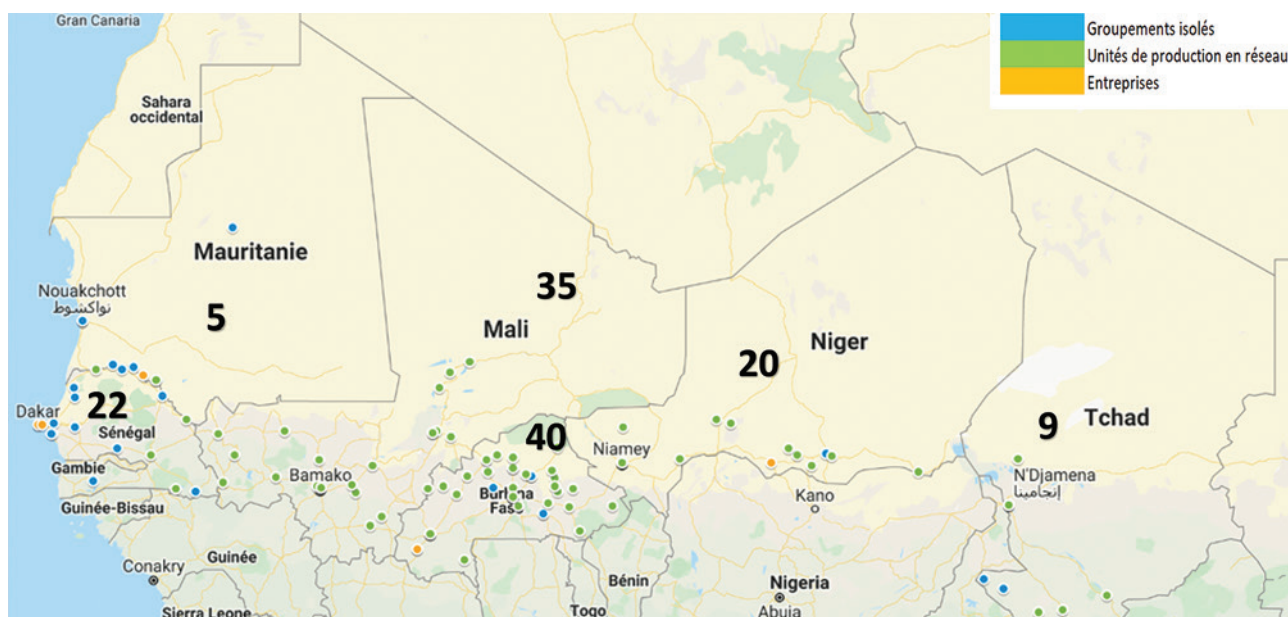 Gran Canaria
Groupements isolés
Unités de production en réseau
Entreprises
Sahara
occidental
Mauritanie
Nouakchott
نواكشوط
5
35
Mali
20
Niger
9
Tchad
Dakar
22
Sénégal
40
Niamey
Gambie
Bamako
Burkina
Faso
N'Djamena
إنجامينا
Kano
Guinée-Bissau
Guinée
Conakry
Bénin
Nigeria
Sierra Leone
Togo
Abuja